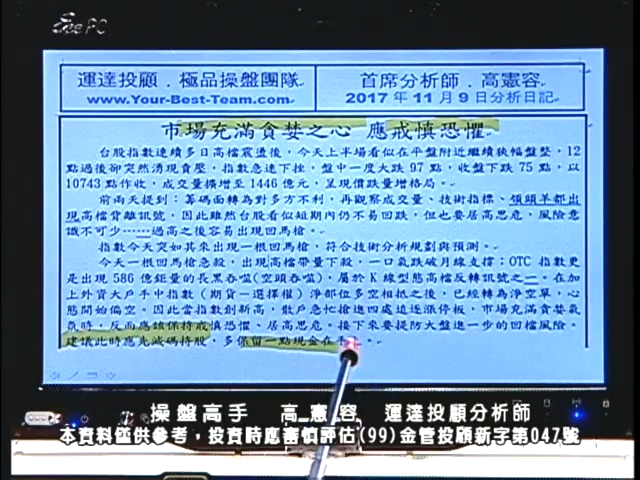 Eee PC
運達投顧．極品操盤團隊
www.Your-Best-Team.com
首席分析師．高憲容
2017 年 11 月 9 日分析日記
市場充滿貪婪之心 應戒慎恐懼
台股指數連續多日高檔震盪後，今天上半場看似在平盤附近繼續狹幅盤整，12
點過後卻突然湧現賣壓，指數急速下挫，盤中一度大跌 97 點，收盤下跌 75 點，以
10743 點作收，成交量擴增至 1446 億元，呈現價跌量增格局。
前兩天提到：籌碼面轉為對多方不利，再觀察成交量、技術指標、領頭羊都出
現高檔背離訊號，因此雖然台股看似短期內仍不易回跌，但也要居高思危，風險意
識不可少……過高之後容易出現回馬槍。
指數今天突如其來出現一根回馬槍，符合技術分析規劃與預測。
今天一根回馬槍急殺，出現高檔帶量下殺，一口氣跌破月線支撐；OTC 指數更
是出現 586 億鉅量的長黑吞噬(空頭吞噬)，屬於 K 線型態高檔反轉訊號之一。在加
上外資大戶手中指數（期貨－選擇權）淨部位多空相抵之後，已經轉為淨空單，心
態開始偏空，因此當指數創新高，散戶忙搶進四處追逐漲停板，市場充滿貪婪氣
氛時，反而應該保持戒慎恐懼、居高思危。接下來要提防大盤進一步的回檔風險。
建議此時應先減碼持股，多保留一點現金在手
操盤高手 高憲容 運達投顧分析師
本資料僅供參考，投資時應審慎評估(99)金管投顧新字第047號